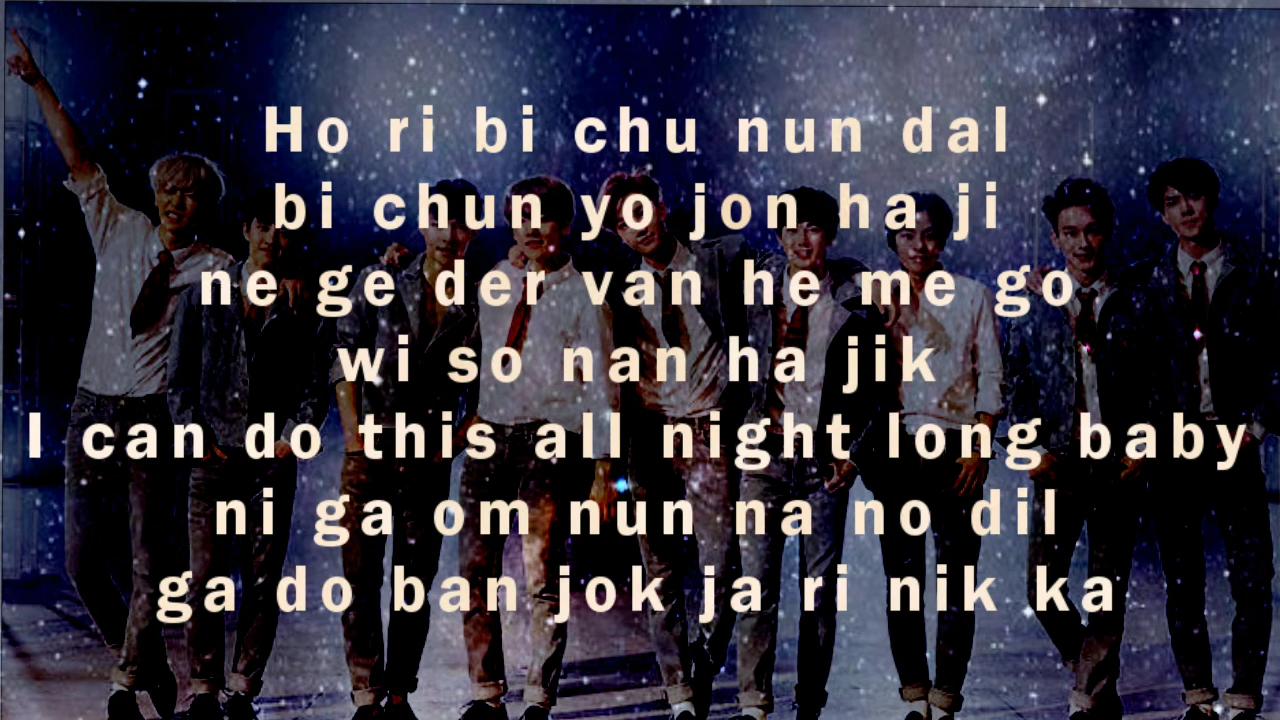 Ho ri bi chu nun dal
bi chun yo jon ha ji
ne ge der van he me go
wi so nan ha jik
I can do this all night long baby
ni ga om nun na no dil
ga do ban jok ja ri nik ka